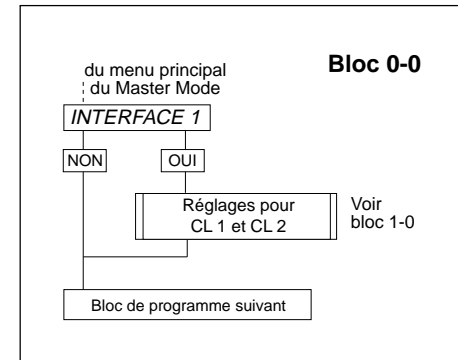 Bloc 0-0
du menu principal
du Master Mode
INTERFACE 1
NON
OUI
Réglages pour
CL 1 et CL 2
Voir
bloc 1-0
Bloc de programme suivant